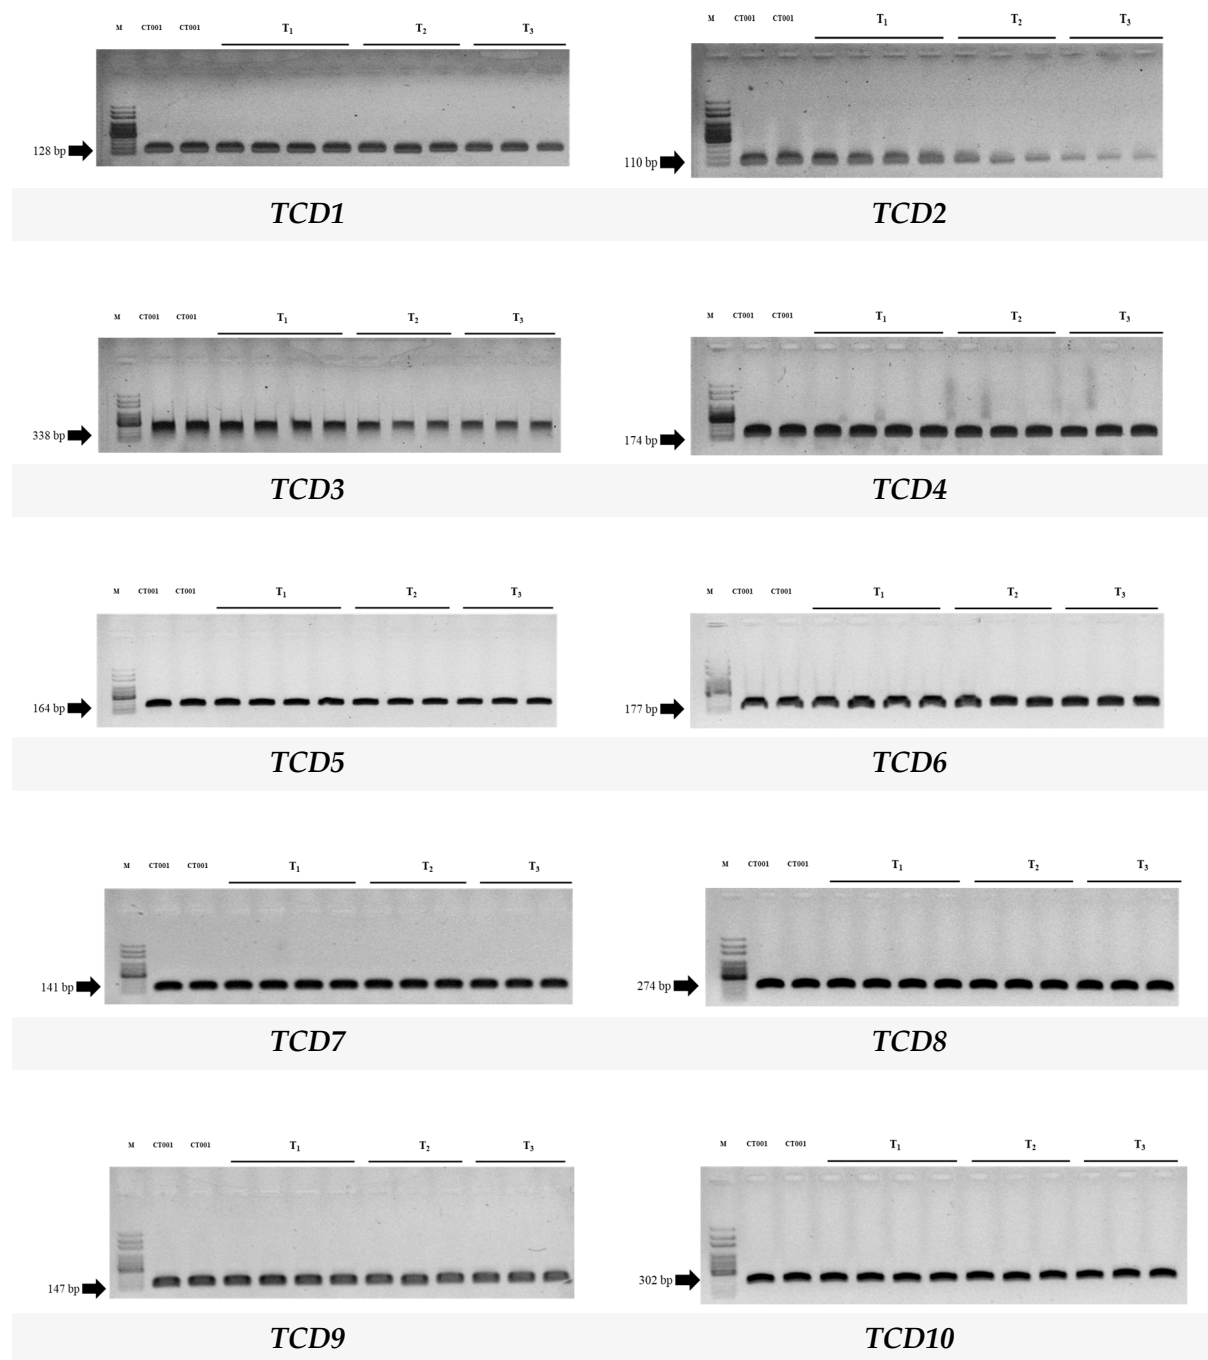 M CT001 CT001 T₁ T₂ T₃
M CT001 CT001 T₁ T₂ T₃
128 bp
110 bp
TCD1
TCD2
M CT001 CT001 T₁ T₂ T₃
M CT001 CT001 T₁ T₂ T₃
338 bp
174 bp
TCD3
TCD4
M CT001 CT001 T₁ T₂ T₃
M CT001 CT001 T₁ T₂ T₃
164 bp
177 bp
TCD5
TCD6
M CT001 CT001 T₁ T₂ T₃
M CT001 CT001 T₁ T₂ T₃
141 bp
274 bp
TCD7
TCD8
M CT001 CT001 T₁ T₂ T₃
M CT001 CT001 T₁ T₂ T₃
147 bp
302 bp
TCD9
TCD10